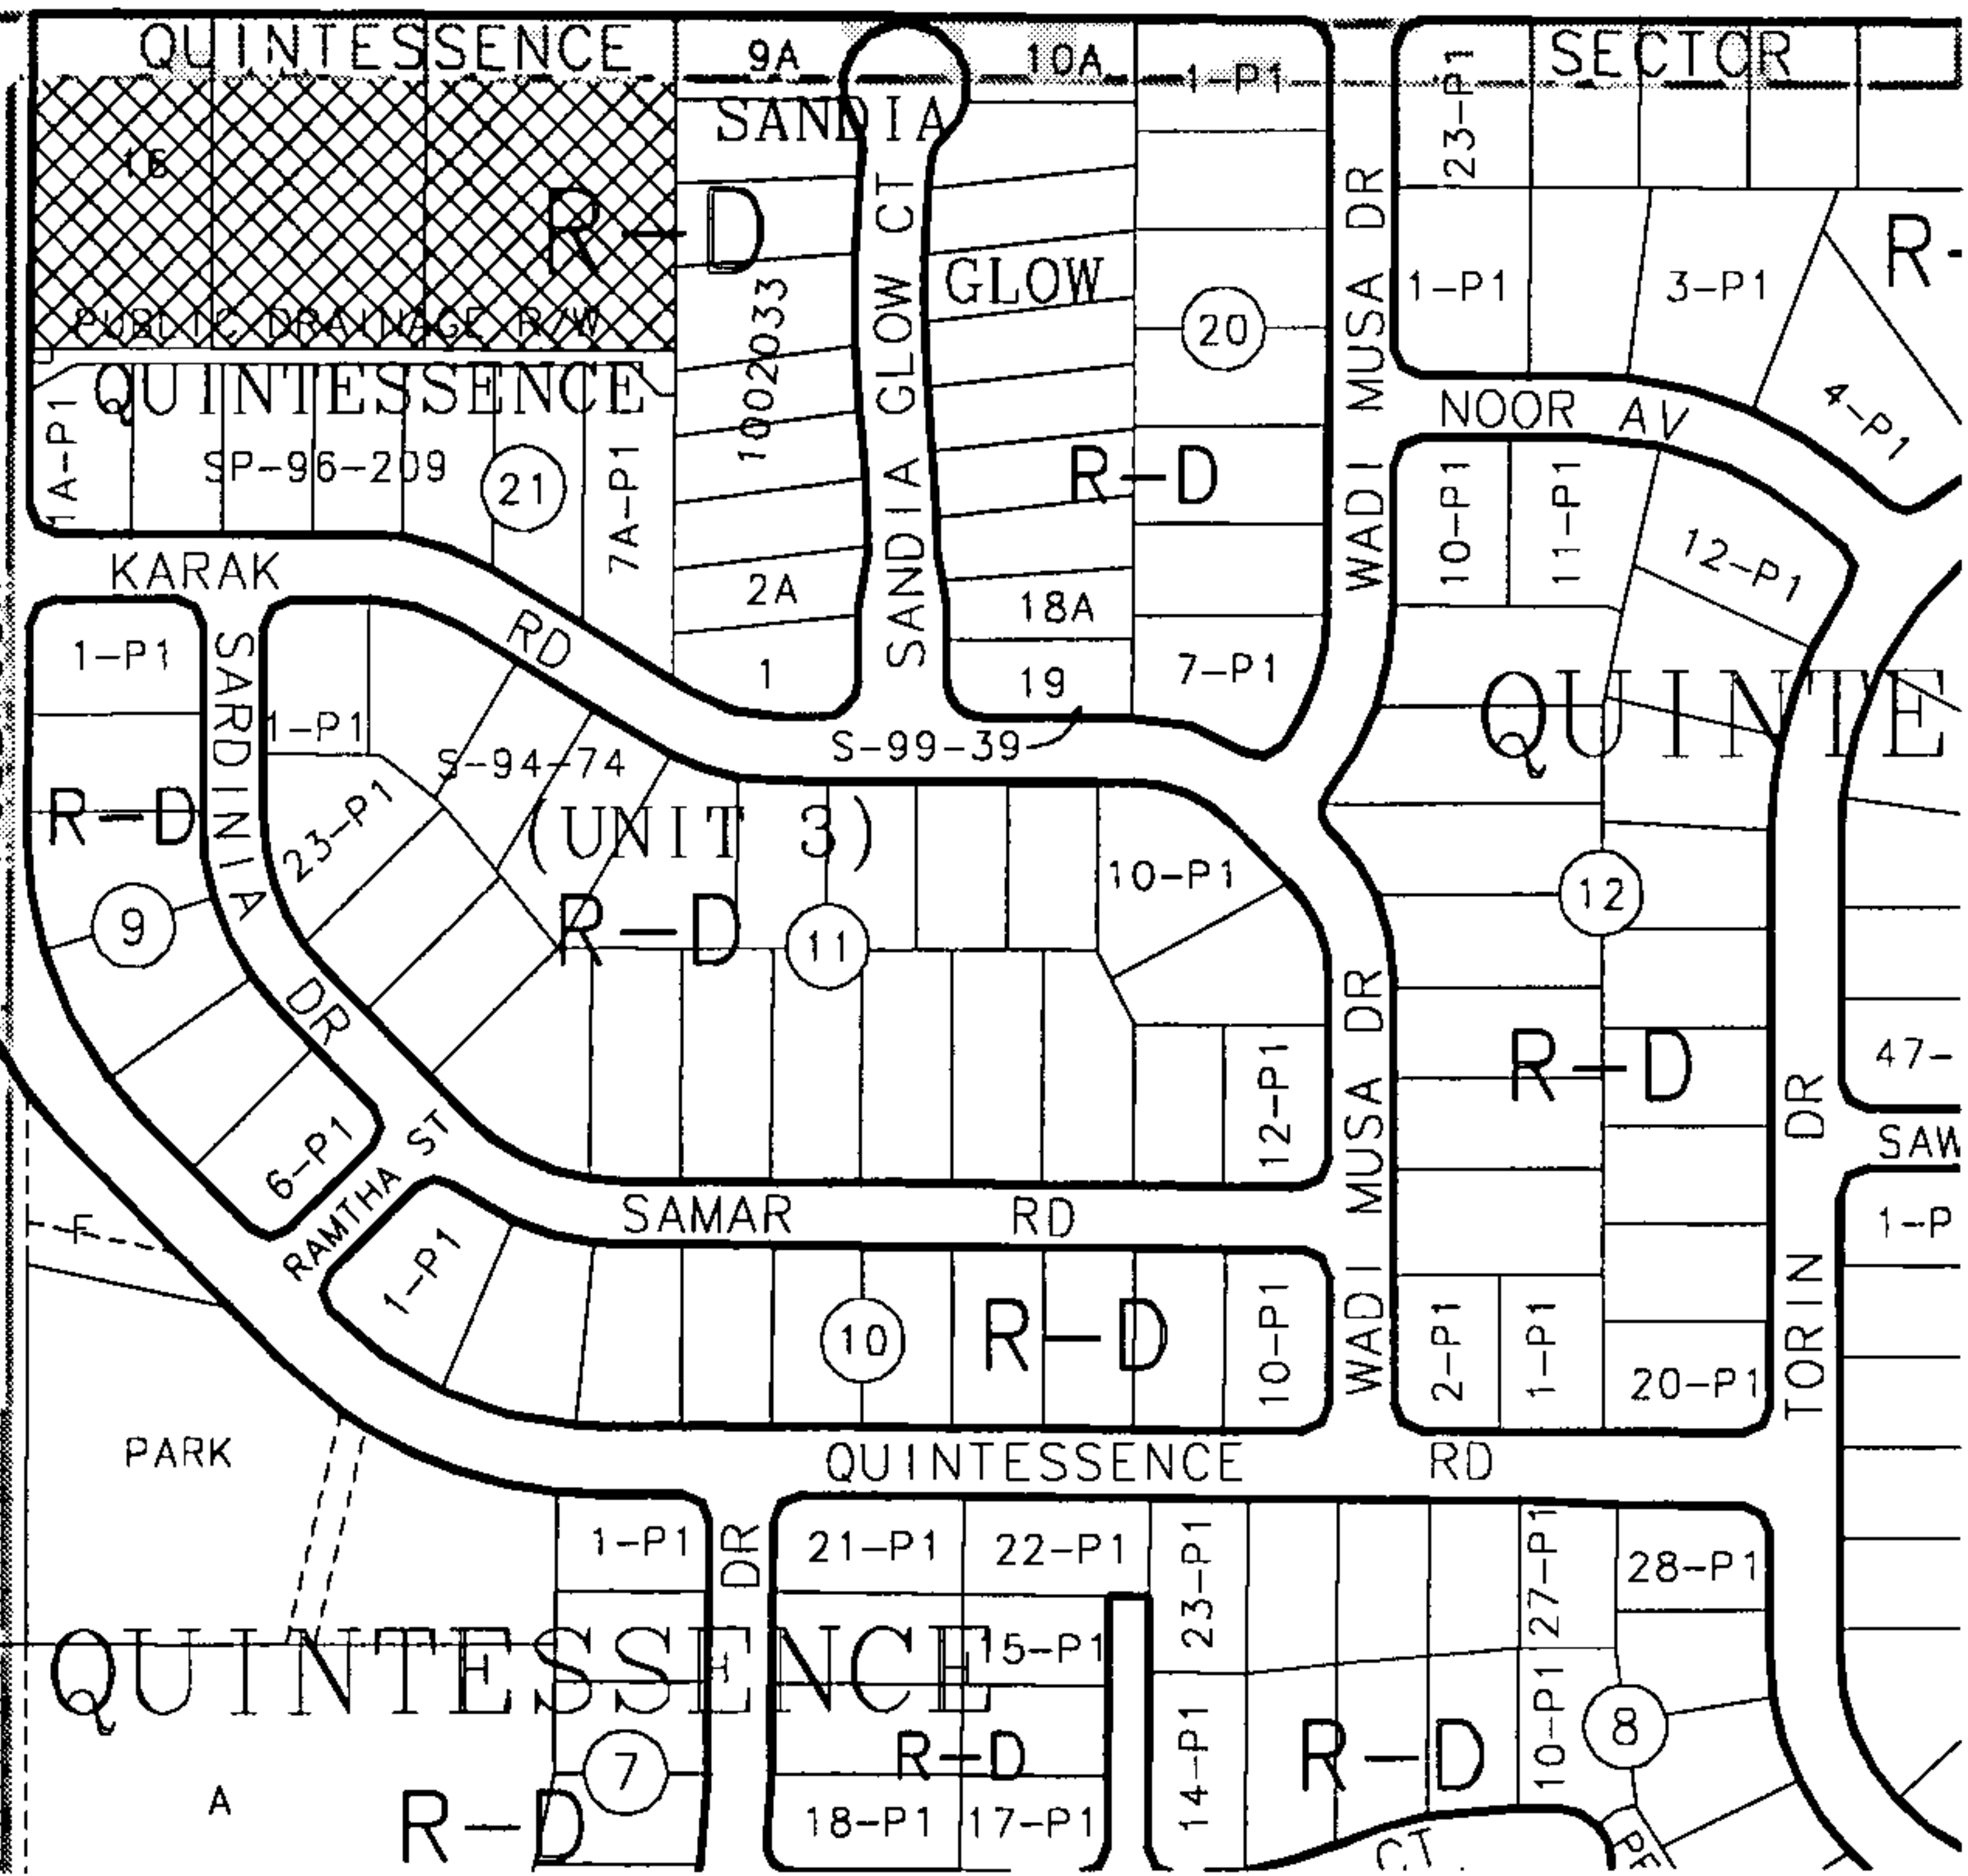 QUINTESSENCE
9A
10A
1-P1
23-P1
SECTOR
SANDIA
16
R-D
PUBLIC DRAINAGE R/W
1002033
SANDIA GLOW CT
GLOW
20
WADI MUSA DR
1-P1
3-P1
R-
4-P1
NOOR AV
QUINTESSENCE
1A-P1
SP-96-209
21
7A-P1
R-D
WADI MUSA DR
10-P1
11-P1
12-P1
KARAK RD
2A
18A
1
19
7-P1
S-99-39
1-P1
SARDINIA DR
1-P1
S-94-74
QUINTE
R-D
23-P1
(UNIT 3)
10-P1
12
9
R-D
11
R-D
47-
12-P1
WADI MUSA DR
TORIN DR
SAW
6-P1
RAMTHA ST
SAMAR RD
1-P
F
1-P1
10
R-D
10-P1
WADI
2-P1
1-P1
20-P1
PARK
QUINTESSENCE RD
1-P1
DR
21-P1
22-P1
23-P1
27-P1
28-P1
QUINTESSENCE
15-P1
R-D
14-P1
R-D
10-P1
8
7
A
R-D
18-P1
17-P1
CT